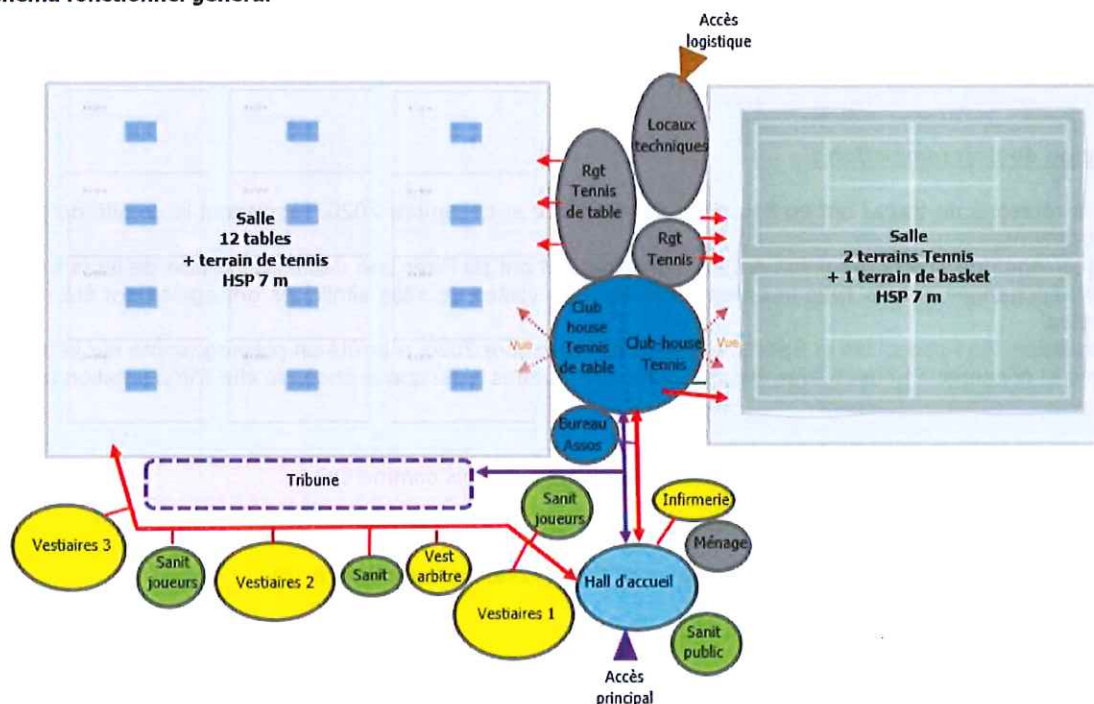 Schéma fonctionnel général
Accès
logistique
Locaux
techniques
Rgt
Tennis
de table
Rgt
Tennis
Salle
12 tables
+ terrain de tennis
HSP 7 m
Salle
2 terrains Tennis
+ 1 terrain de basket
HSP 7 m
Club
house
Tennis
de table
Club-house
Tennis
Vue
Vue
Bureau
Assos
Tribune
Sanit
joueurs
Infirmerie
Ménage
Vestiaires 3
Sanit
joueurs
Vestiaires 2
Sanit
Vest
arbitre
Vestiaires 1
Hall d'accueil
Sanit
public
Accès
principal